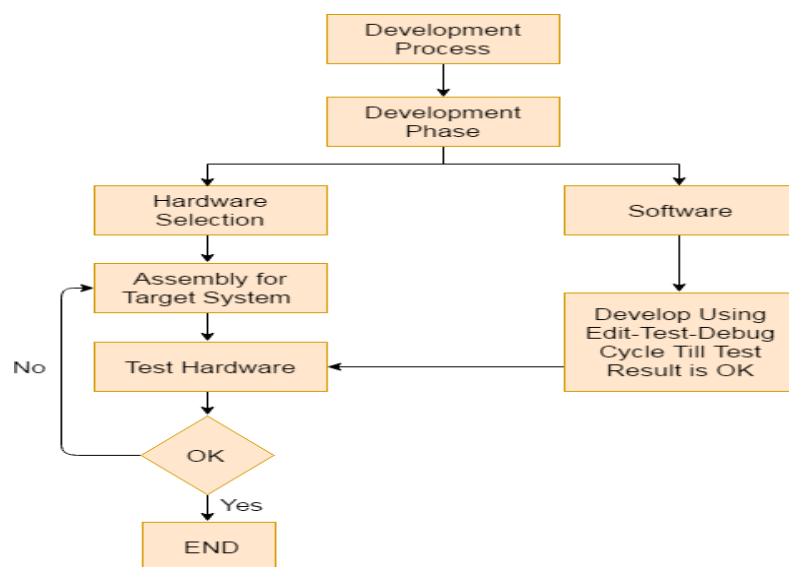 Development
Process
Development
Phase
Hardware
Selection
Software
Assembly for
Target System
Develop Using
Edit-Test-Debug
Cycle Till Test
Result is OK
No
Test Hardware
OK
Yes
END